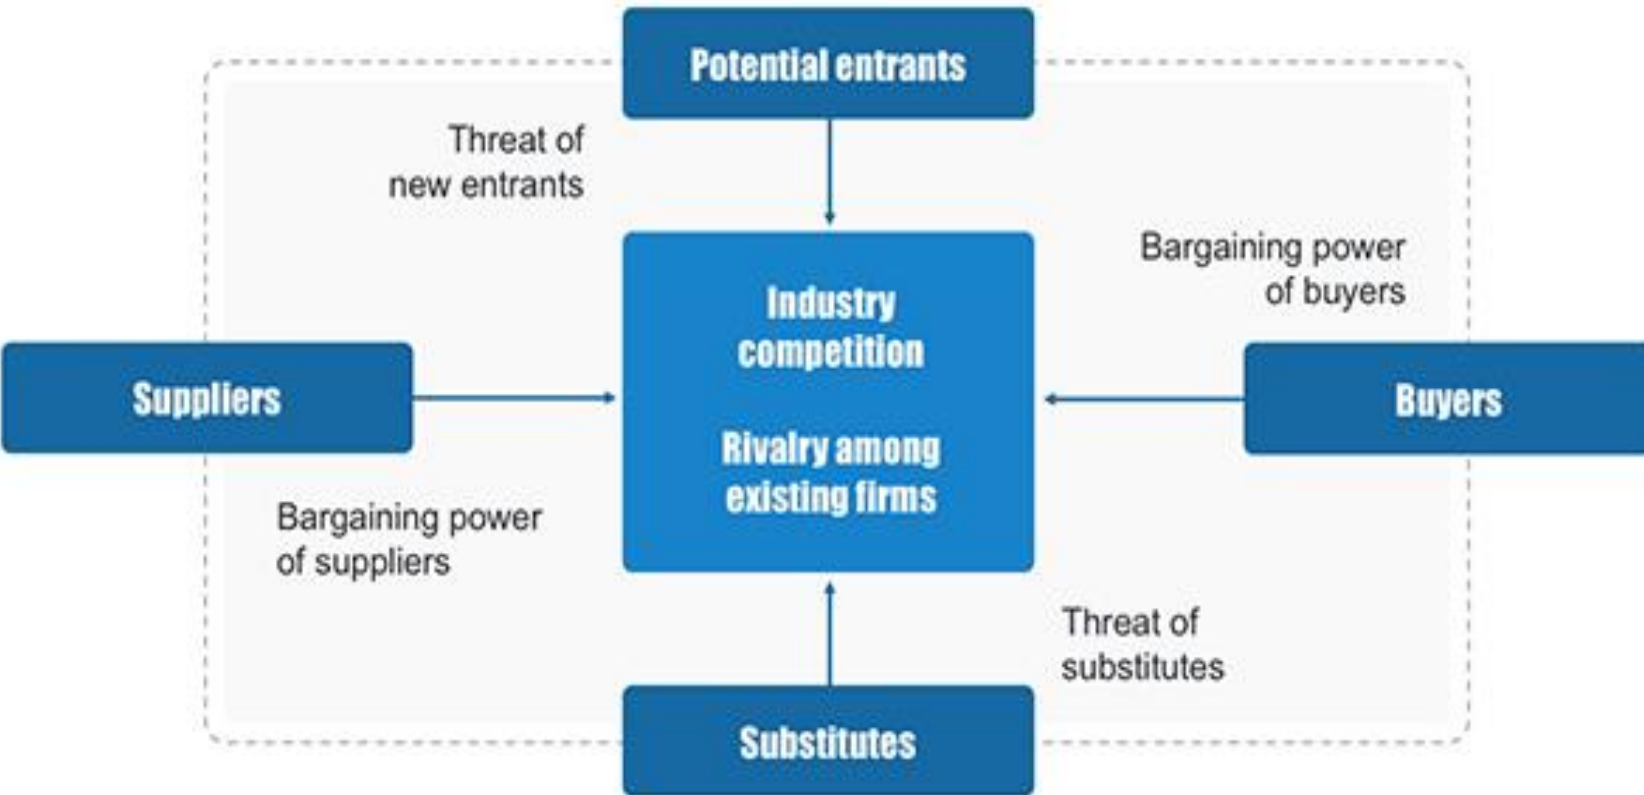 Potential entrants
Threat of
new entrants
Bargaining power
of buyers
Industry
competition
Rivalry among
existing firms
Suppliers
Buyers
Bargaining power
of suppliers
Threat of
substitutes
Substitutes